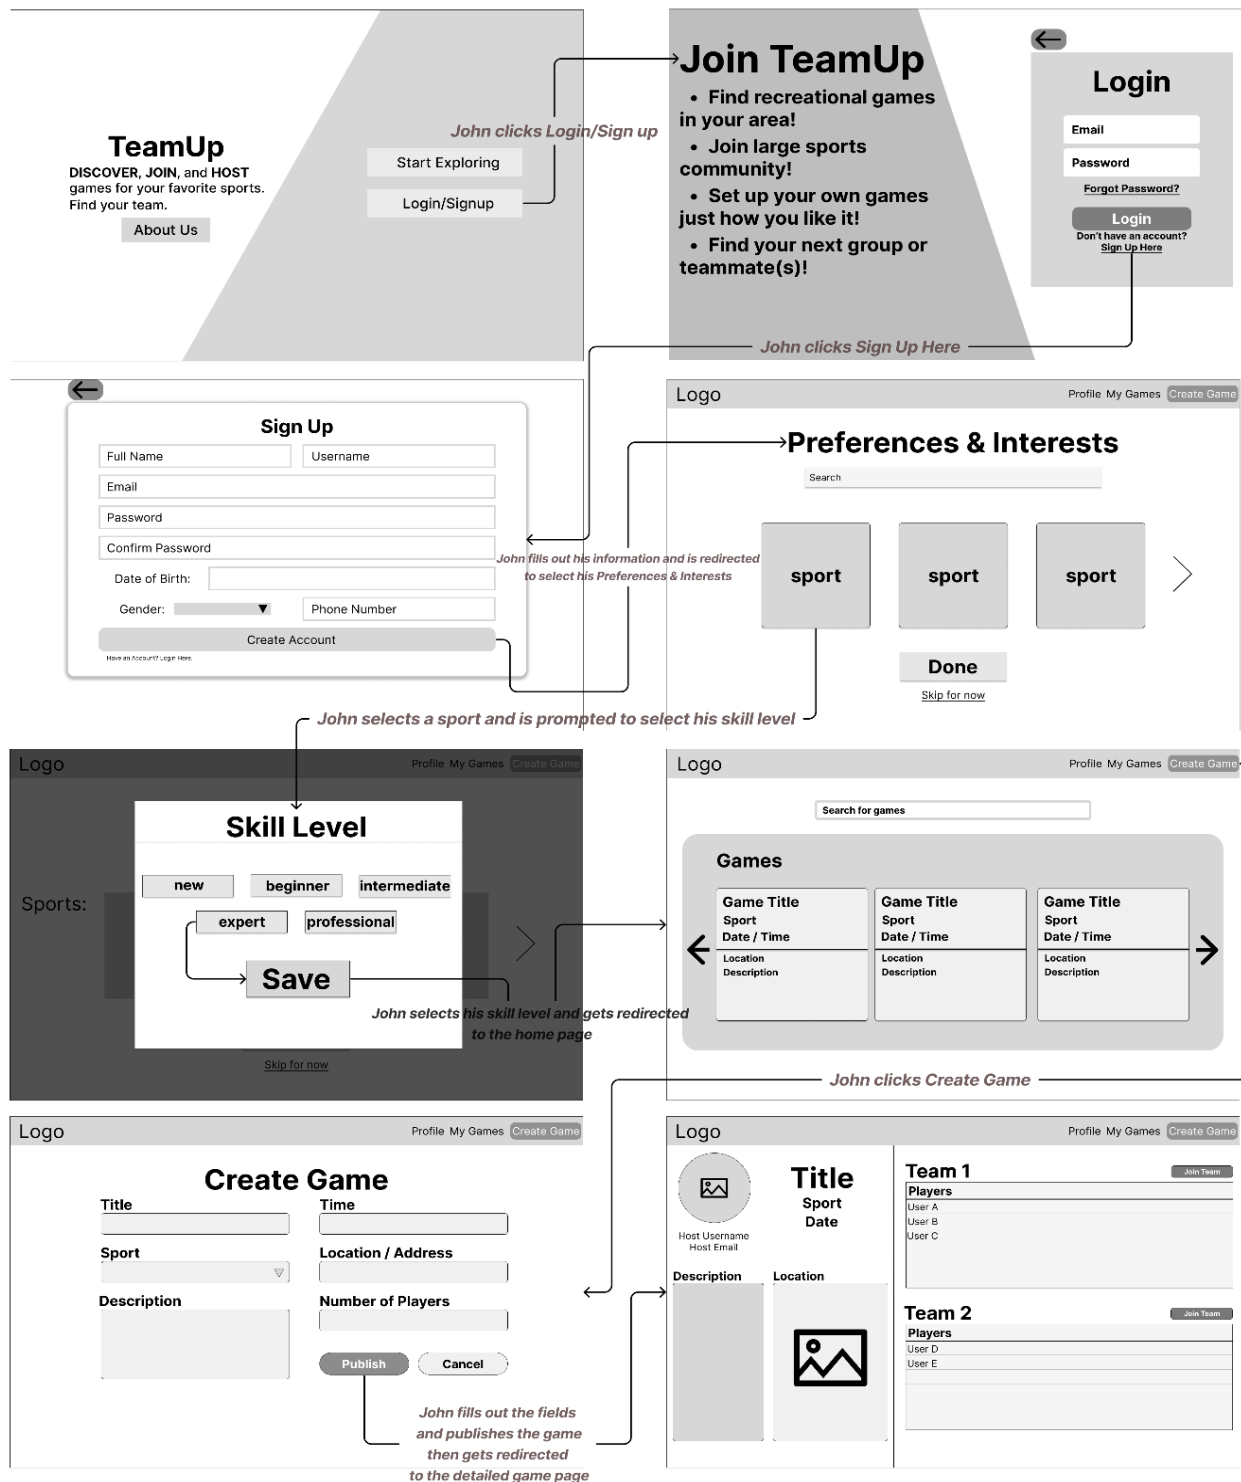 TeamUp
DISCOVER, JOIN, and HOST
games for your favorite sports.
Find your team.
About Us
Start Exploring
Login/Signup
John clicks Login/Sign up
Join TeamUp
• Find recreational games
in your area!
• Join large sports
community!
• Set up your own games
just how you like it!
• Find your next group or
teammate(s)!
Login
Email
Password
Forgot Password?
Login
Don't have an account?
Sign Up Here
John clicks Sign Up Here
Sign Up
Full Name
Username
Email
Password
Confirm Password
Date of Birth:
Gender:
Phone Number
Create Account
Have an Account? Login Here.
John fills out his information and is redirected
to select his Preferences & Interests
Logo
Profile My Games Create Game
Preferences & Interests
Search
sport
sport
sport
Done
Skip for now
John selects a sport and is prompted to select his skill level
Logo
Profile My Games Create Game
Skill Level
new
beginner
intermediate
expert
professional
Save
Sports:
Skip for now
John selects his skill level and gets redirected
to the home page
Logo
Profile My Games Create Game
Search for games
Games
Game Title
Sport
Date / Time
Location
Description
Game Title
Sport
Date / Time
Location
Description
Game Title
Sport
Date / Time
Location
Description
John clicks Create Game
Logo
Profile My Games Create Game
Create Game
Title
Time
Sport
Location / Address
Description
Number of Players
Publish
Cancel
John fills out the fields
and publishes the game
then gets redirected
to the detailed game page
Logo
Profile My Games Create Game
Host Username
Host Email
Title
Sport
Date
Description
Location
Team 1
Join Team
Players
User A
User B
User C
Team 2
Join Team
Players
User D
User E